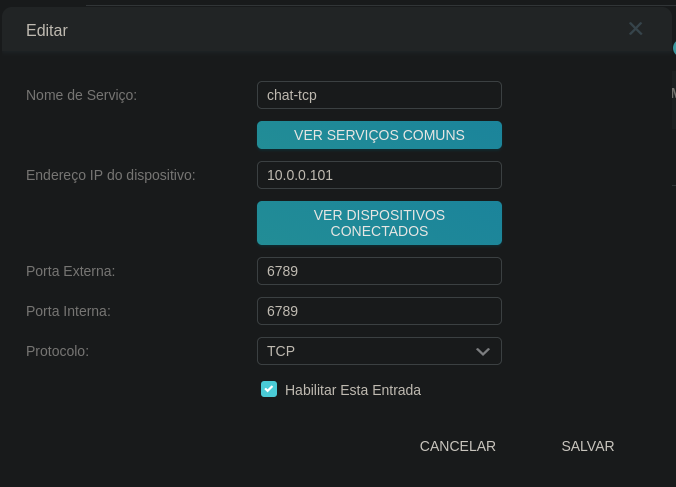 Editar
Nome de Serviço: chat-tcp
VER SERVIÇOS COMUNS
Endereço IP do dispositivo: 10.0.0.101
VER DISPOSITIVOS
CONECTADOS
Porta Externa: 6789
Porta Interna: 6789
Protocolo: TCP
Habilitar Esta Entrada
CANCELAR SALVAR